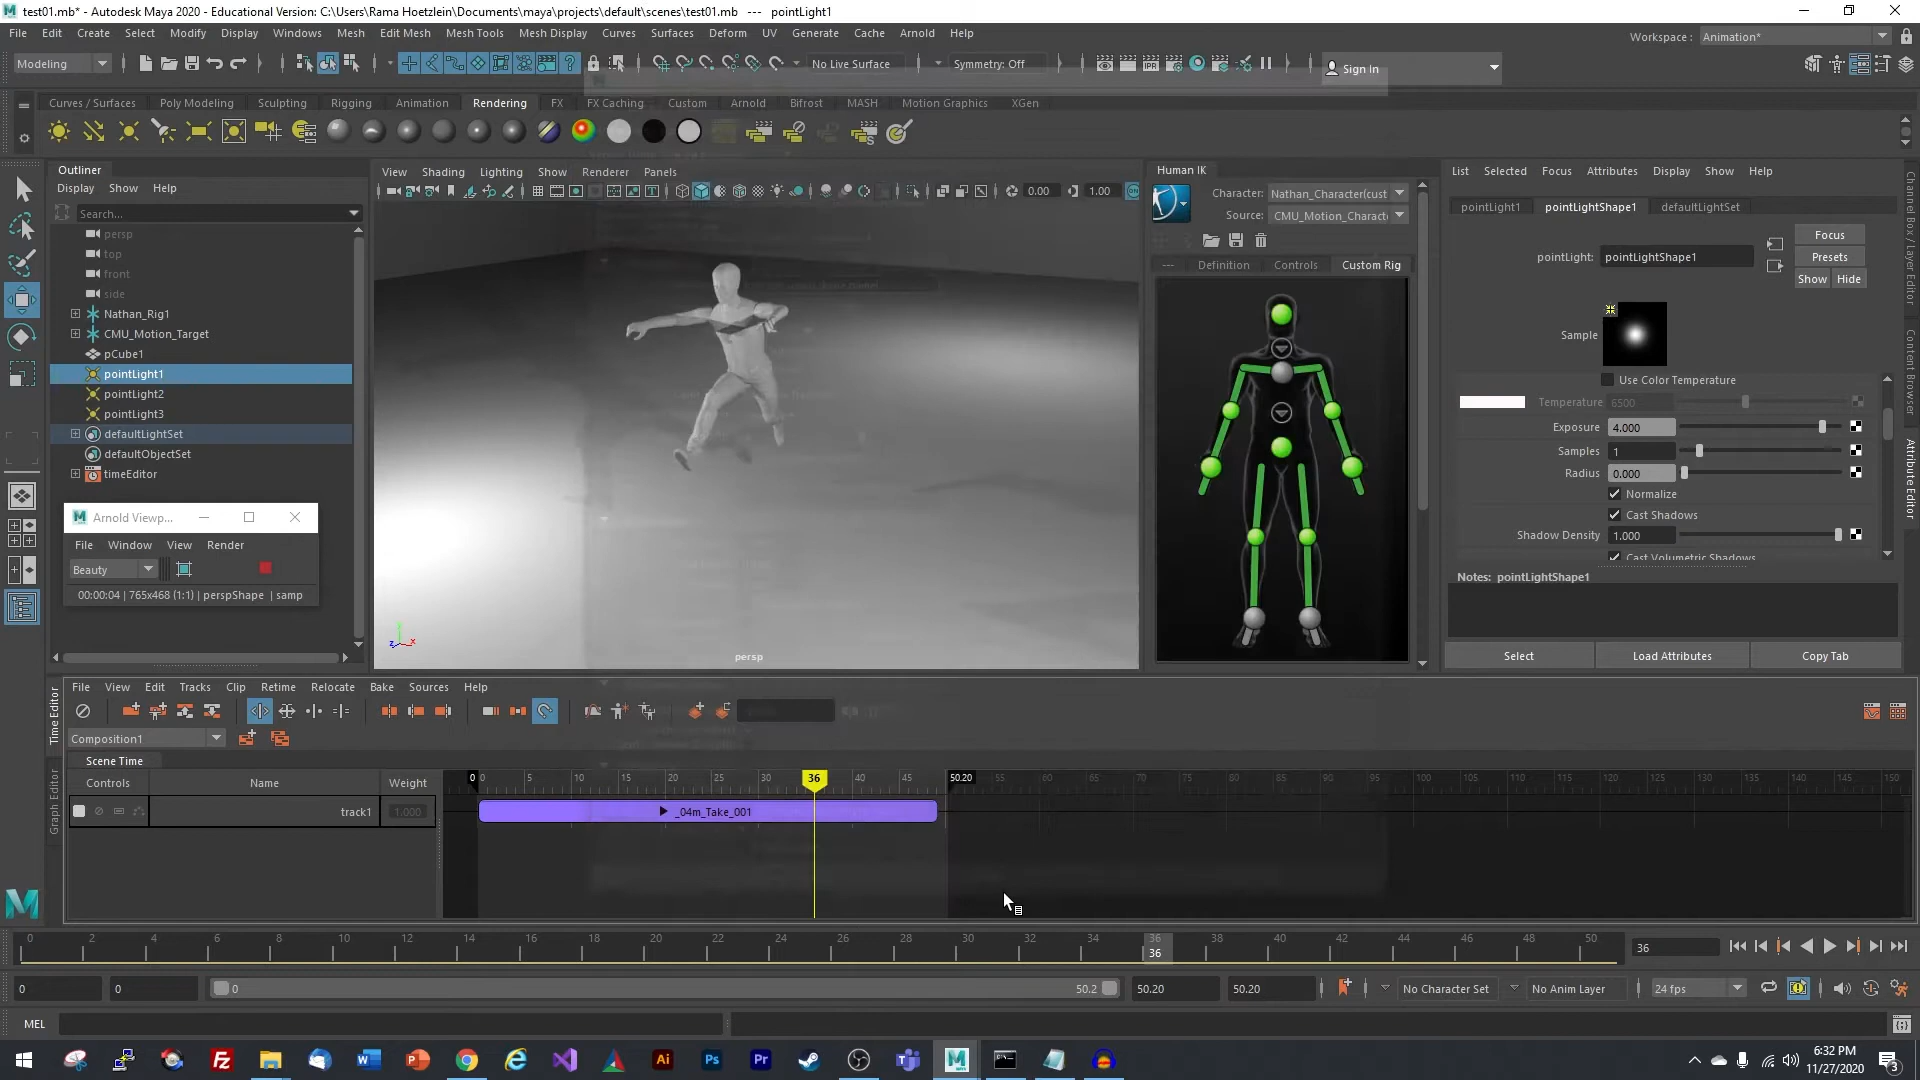 test01.mb* - Autodesk Maya 2020 - Educational Version: C:\Users\Rama Hoetzlein\Documents\maya\projects\default\scenes\test01.mb --- pointLight1
File Edit Create Select Modify Display Windows Mesh Edit Mesh Mesh Tools Mesh Display Curves Surfaces Deform UV Generate Cache Arnold Help
Workspace : Animation*
Modeling
No Live Surface
Symmetry: Off
Sign In
Curves / Surfaces Poly Modeling Sculpting Rigging Animation Rendering FX FX Caching Custom Arnold Bifrost MASH Motion Graphics XGen
IPR
Outliner
Display Show Help
Search...
persp
top
front
side
Nathan_Rig1
CMU_Motion_Target
pCube1
pointLight1
pointLight2
pointLight3
defaultLightSet
defaultObjectSet
timeEditor
Arnold Viewp...
File Window View Render
Beauty
00:00:04 | 765x468 (1:1) | perspShape | samp
View Shading Lighting Show Renderer Panels
0.00 1.00
persp
Human IK
Character: Nathan_Character(cust
Source: CMU_Motion_Charact
--- Definition Controls Custom Rig
List Selected Focus Attributes Display Show Help
pointLight1 pointLightShape1 defaultLightSet
pointLight: pointLightShape1
Focus
Presets
Show Hide
Sample
Use Color Temperature
Temperature 6500
Exposure 4.000
Samples 1
Radius 0.000
Normalize
Cast Shadows
Shadow Density 1.000
Cast Volumetric Shadows
Notes: pointLightShape1
Select Load Attributes Copy Tab
Channel Box / Layer Editor
Content Browser
Attribute Editor
Time Editor
Graph Editor
File View Edit Tracks Clip Retime Relocate Bake Sources Help
Composition1
Scene Time
Controls Name Weight
0 0 5 10 15 20 25 30 36 40 45 50.20 55 60 65 70 75 80 85 90 95 100 105 110 115 120 125 130 135 140 145 150
track1 1.000
_04m_Take_001
0 2 4 6 8 10 12 14 16 18 20 22 24 26 28 30 32 34 36 38 40 42 44 46 48 50
36
36
0 0 0 50.2 50.20 50.20 No Character Set No Anim Layer 24 fps
MEL
6:32 PM
11/27/2020
3